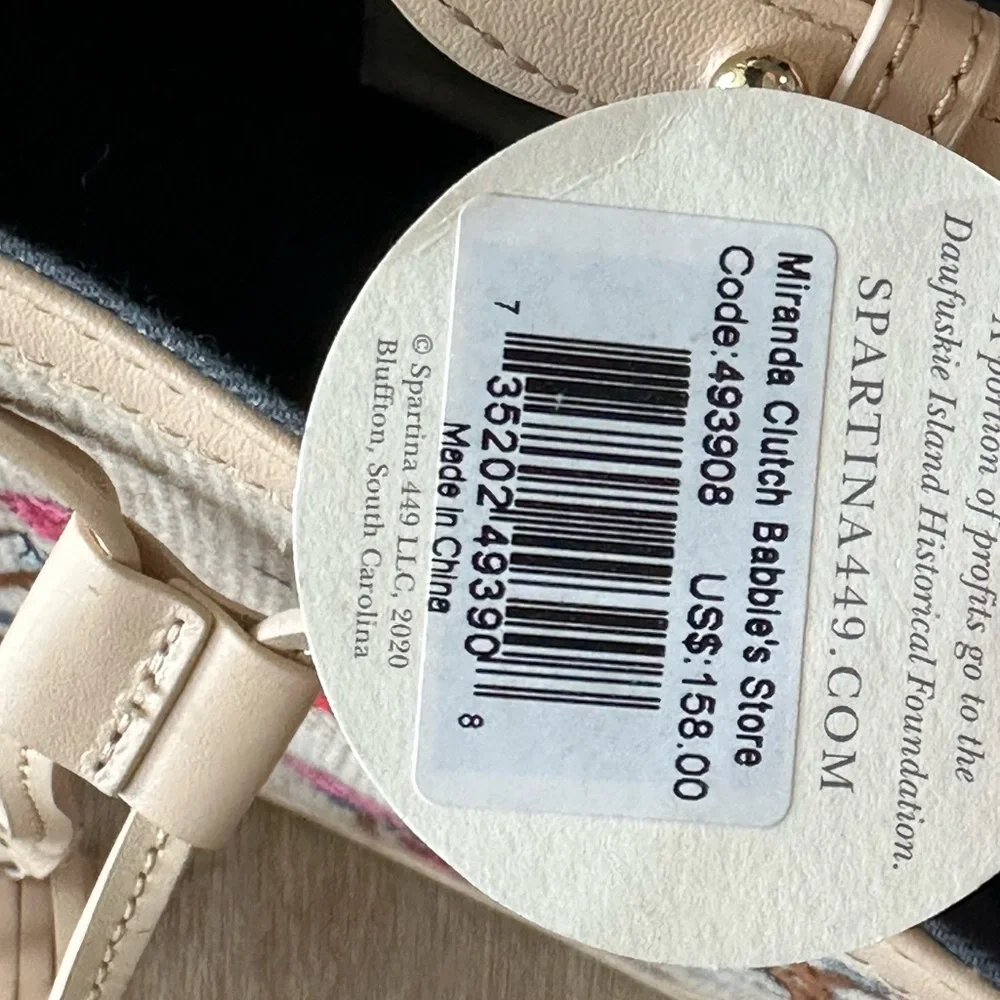 A portion of profits go to the
Daufuskie Island Historical Foundation.
SPARTINA449.COM
Miranda Clutch Babbie's Store
Code:493908 US$:158.00
7 35202 49390 8
Made in China
© Spartina 449 LLC, 2020
Bluffton, South Carolina